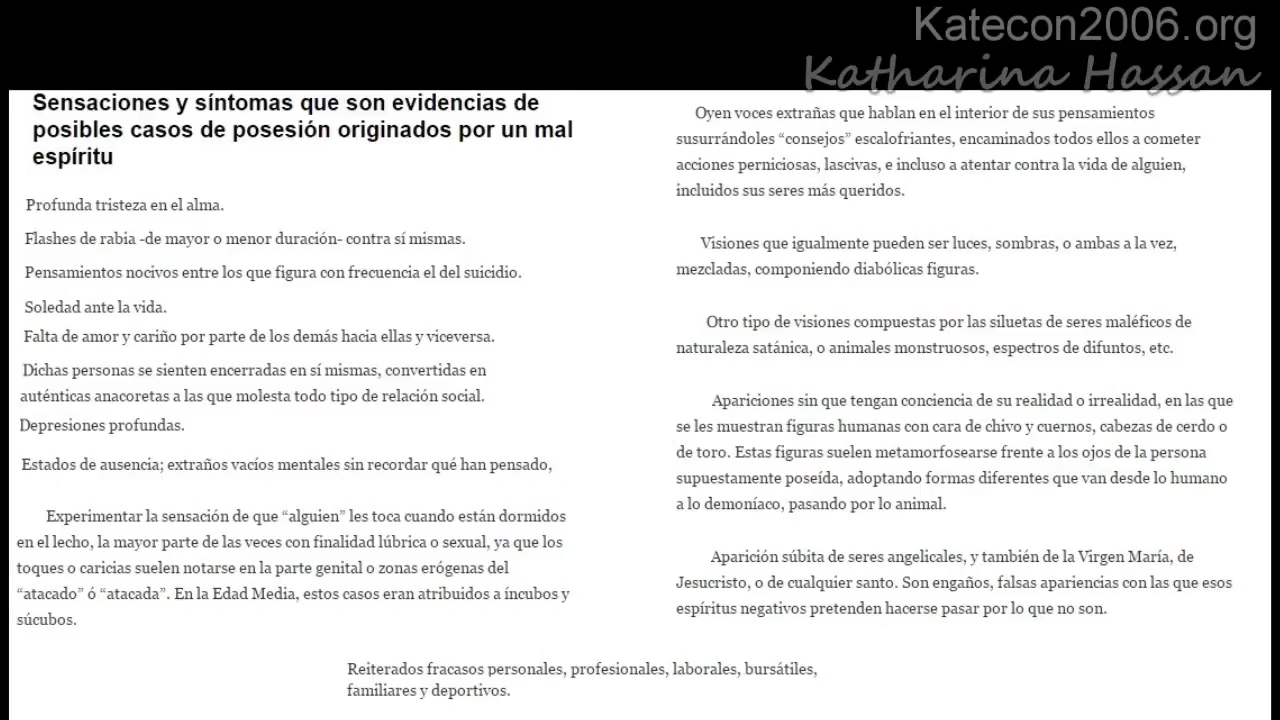 Katecon2006.org
Katharina Hassan
Sensaciones y síntomas que son evidencias de
posibles casos de posesión originados por un mal
espíritu
Profunda tristeza en el alma.
Flashes de rabia -de mayor o menor duración- contra sí mismas.
Pensamientos nocivos entre los que figura con frecuencia el del suicidio.
Soledad ante la vida.
Falta de amor y cariño por parte de los demás hacia ellas y viceversa.
Dichas personas se sienten encerradas en sí mismas, convertidas en
auténticas anacoretas a las que molesta todo tipo de relación social.
Depresiones profundas.
Estados de ausencia; extraños vacíos mentales sin recordar qué han pensado,
Experimentar la sensación de que “alguien” les toca cuando están dormidos
en el lecho, la mayor parte de las veces con finalidad lúbrica o sexual, ya que los
toques o caricias suelen notarse en la parte genital o zonas erógenas del
“atacado” ó “atacada”. En la Edad Media, estos casos eran atribuidos a íncubos y
súcubos.
Oyen voces extrañas que hablan en el interior de sus pensamientos
susurrándoles “consejos” escalofriantes, encaminados todos ellos a cometer
acciones perniciosas, lascivas, e incluso a atentar contra la vida de alguien,
incluidos sus seres más queridos.
Visiones que igualmente pueden ser luces, sombras, o ambas a la vez,
mezcladas, componiendo diabólicas figuras.
Otro tipo de visiones compuestas por las siluetas de seres maléficos de
naturaleza satánica, o animales monstruosos, espectros de difuntos, etc.
Apariciones sin que tengan conciencia de su realidad o irrealidad, en las que
se les muestran figuras humanas con cara de chivo y cuernos, cabezas de cerdo o
de toro. Estas figuras suelen metamorfosearse frente a los ojos de la persona
supuestamente poseída, adoptando formas diferentes que van desde lo humano
a lo demoníaco, pasando por lo animal.
Aparición súbita de seres angelicales, y también de la Virgen María, de
Jesucristo, o de cualquier santo. Son engaños, falsas apariencias con las que esos
espíritus negativos pretenden hacerse pasar por lo que no son.
Reiterados fracasos personales, profesionales, laborales, bursátiles,
familiares y deportivos.